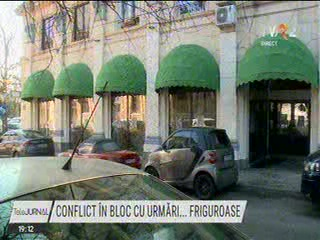 DIRECT
TeleJURNAL
CONFLICT ÎN BLOC CU URMĂRI... FRIGUROASE
19:12